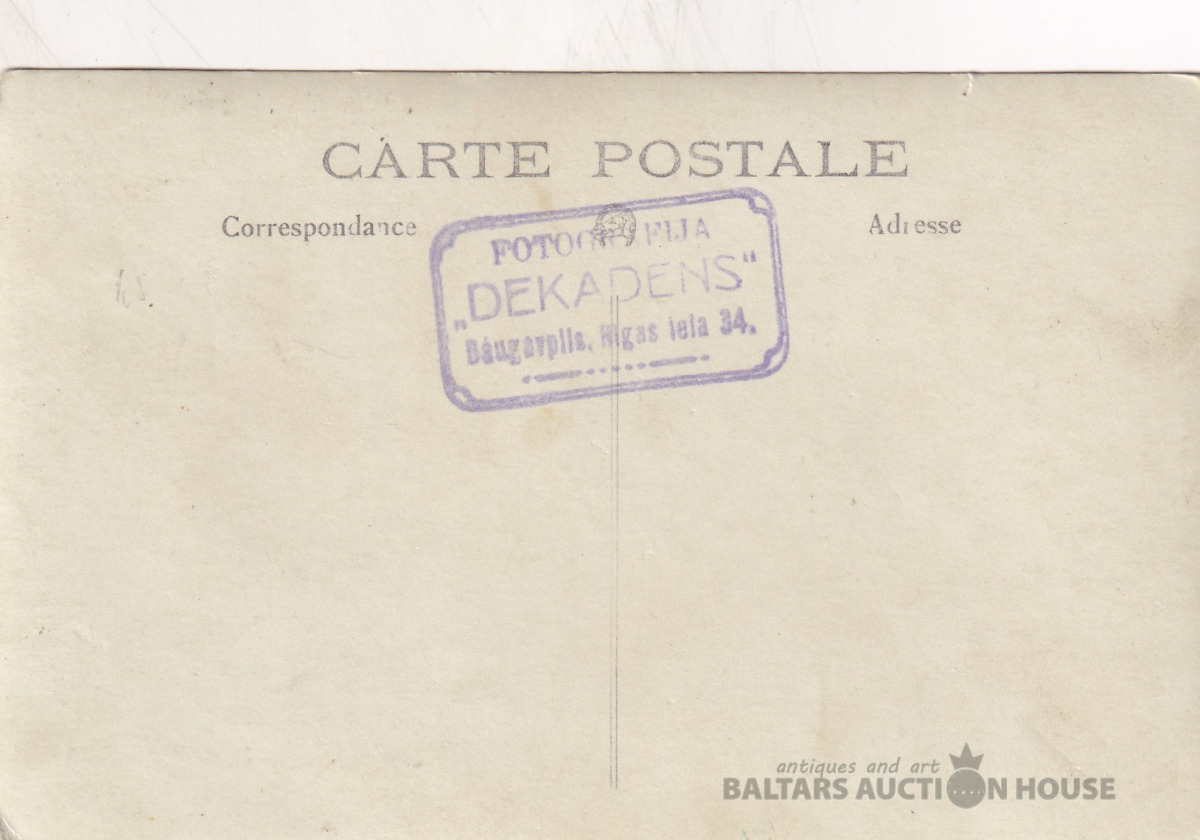 CARTE POSTALE
Correspondance
Adresse
FOTOGRAFIJA
„DEKADENS“
Daugavpils, Rīgas iela 34.
antiques and art
BALTARS AUCTION HOUSE